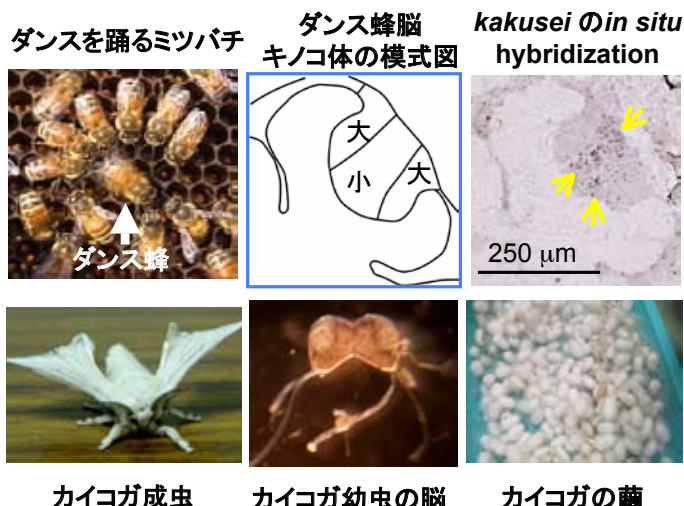 ダンスを踊るミツバチ
ダンス蜂脳
キノコ体の模式図
kakusei のin situ
hybridization
ダンス蜂
大
小
大
250 μm
カイコガ成虫
カイコガ幼虫の脳
カイコガの繭